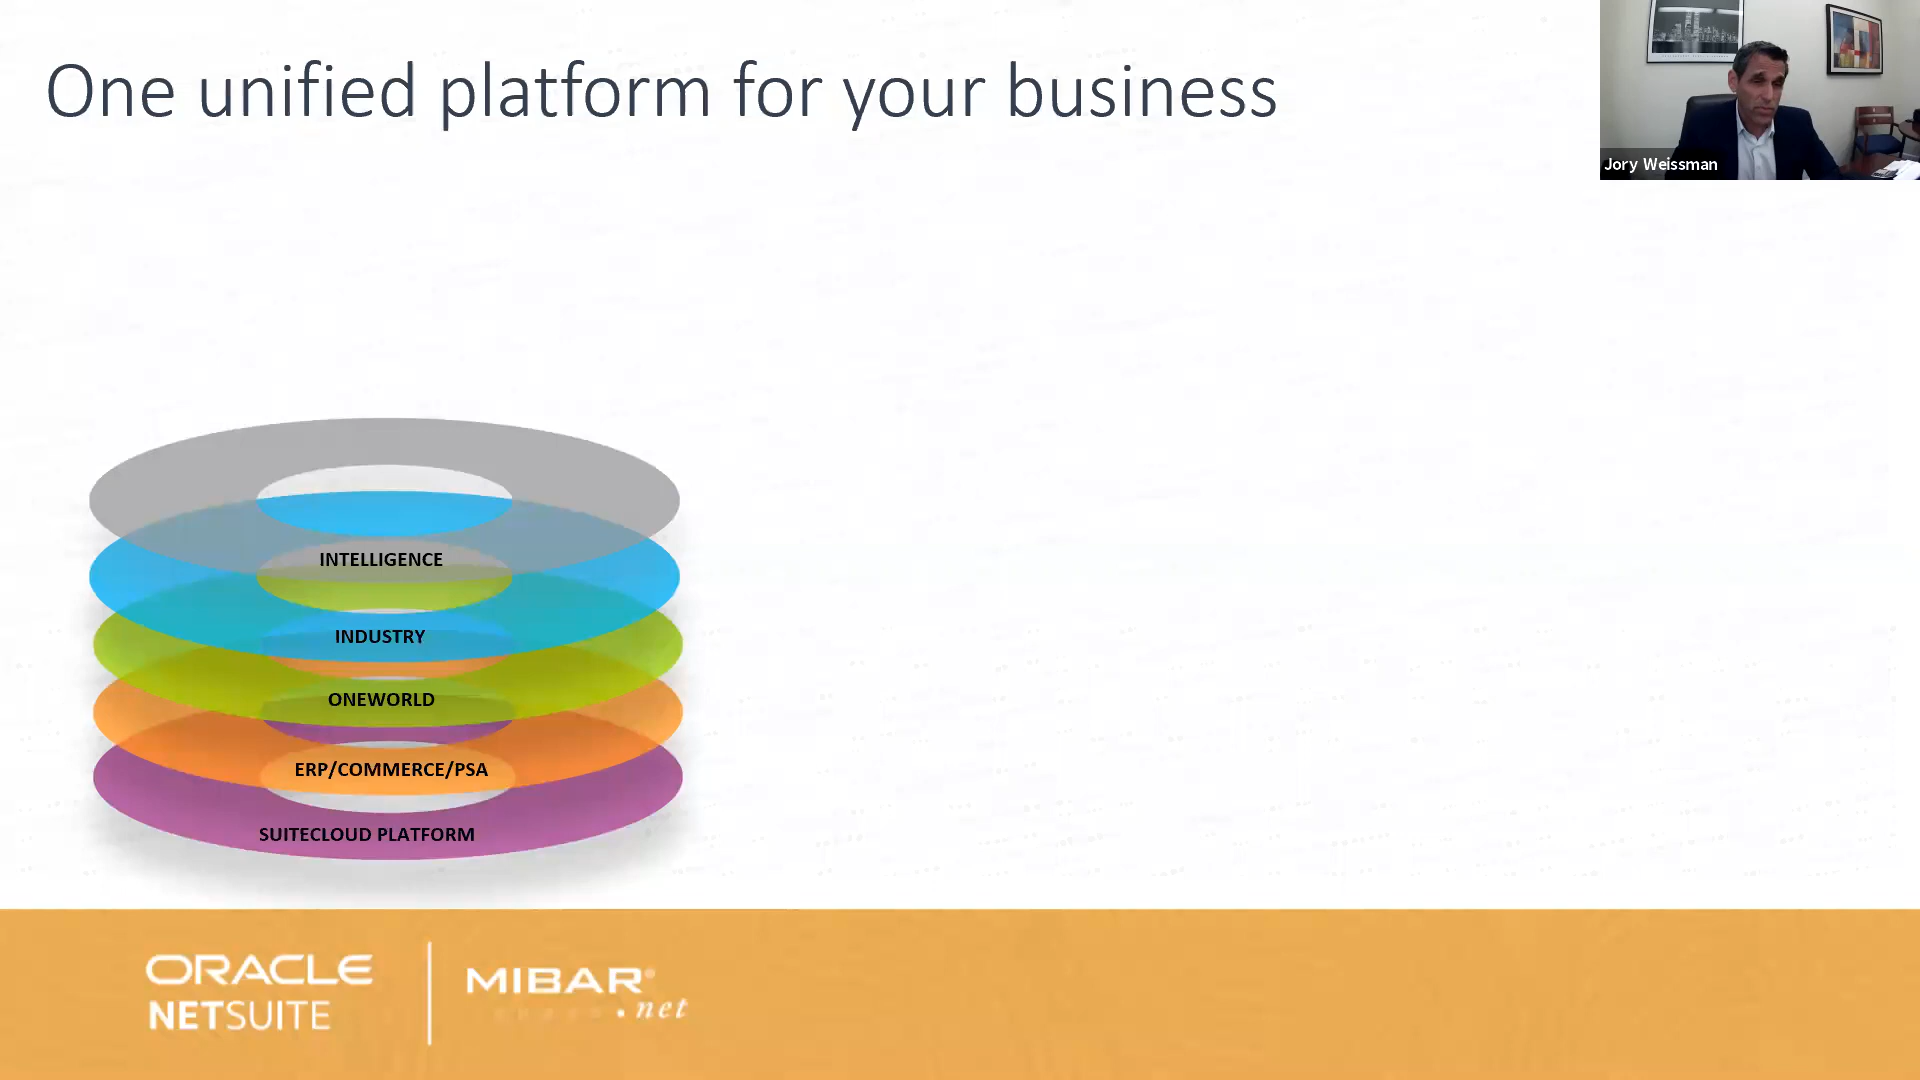 One unified platform for your business
Jory Weissman
INTELLIGENCE
INDUSTRY
ONEWORLD
ERP/COMMERCE/PSA
SUITECLOUD PLATFORM
ORACLE
NETSUITE
MIBAR®
.net